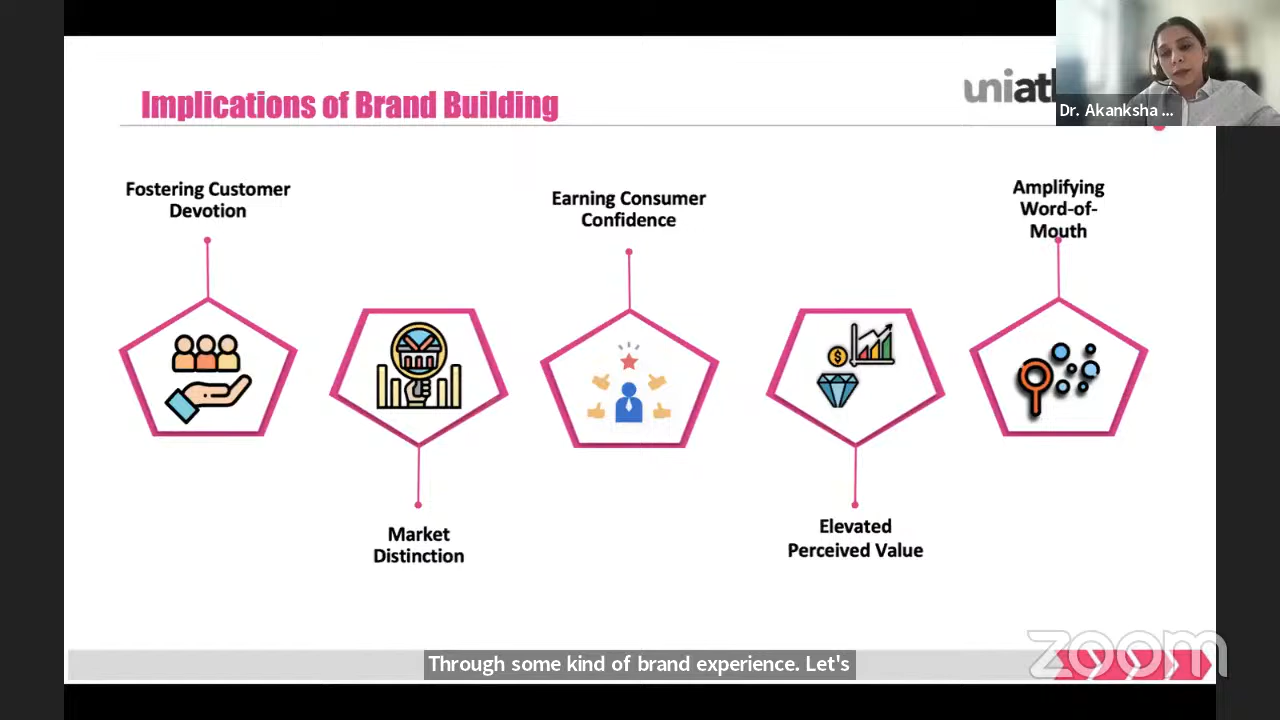 Implications of Brand Building
Dr. Akanksha ...
Fostering Customer
Devotion
Earning Consumer
Confidence
Amplifying
Word-of-
Mouth
$
Market
Distinction
Elevated
Perceived Value
Through some kind of brand experience. Let's
zoom